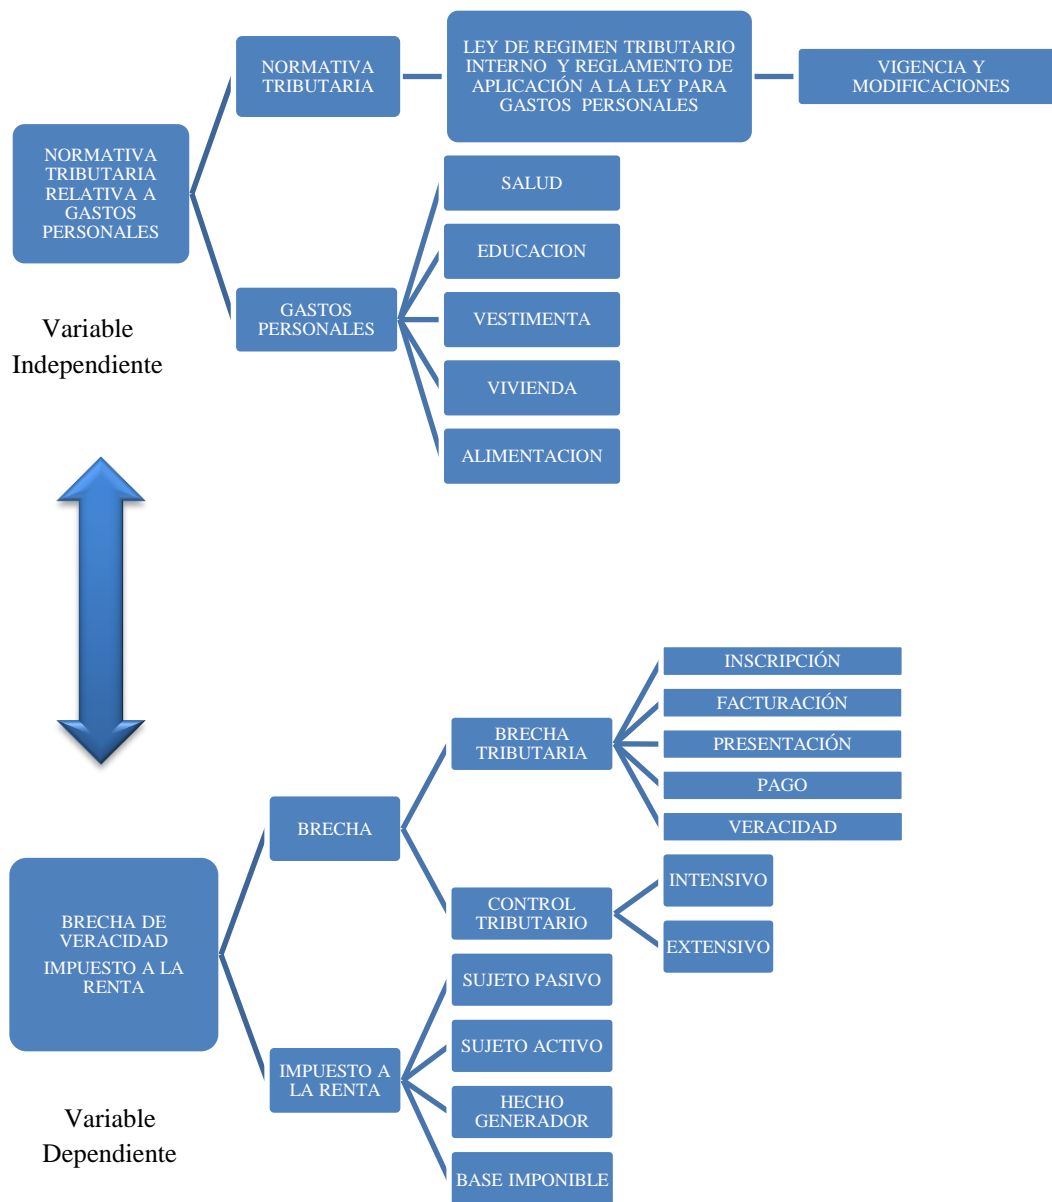 NORMATIVA
TRIBUTARIA
RELATIVA A
GASTOS
PERSONALES
NORMATIVA
TRIBUTARIA
LEY DE REGIMEN TRIBUTARIO
INTERNO Y REGLAMENTO DE
APLICACIÓN A LA LEY PARA
GASTOS PERSONALES
VIGENCIA Y
MODIFICACIONES
GASTOS
PERSONALES
SALUD
EDUCACION
VESTIMENTA
VIVIENDA
ALIMENTACION
Variable
Independiente
BRECHA DE
VERACIDAD
IMPUESTO A LA
RENTA
BRECHA
BRECHA
TRIBUTARIA
INSCRIPCIÓN
FACTURACIÓN
PRESENTACIÓN
PAGO
VERACIDAD
CONTROL
TRIBUTARIO
INTENSIVO
EXTENSIVO
IMPUESTO A
LA RENTA
SUJETO PASIVO
SUJETO ACTIVO
HECHO
GENERADOR
BASE IMPONIBLE
Variable
Dependiente